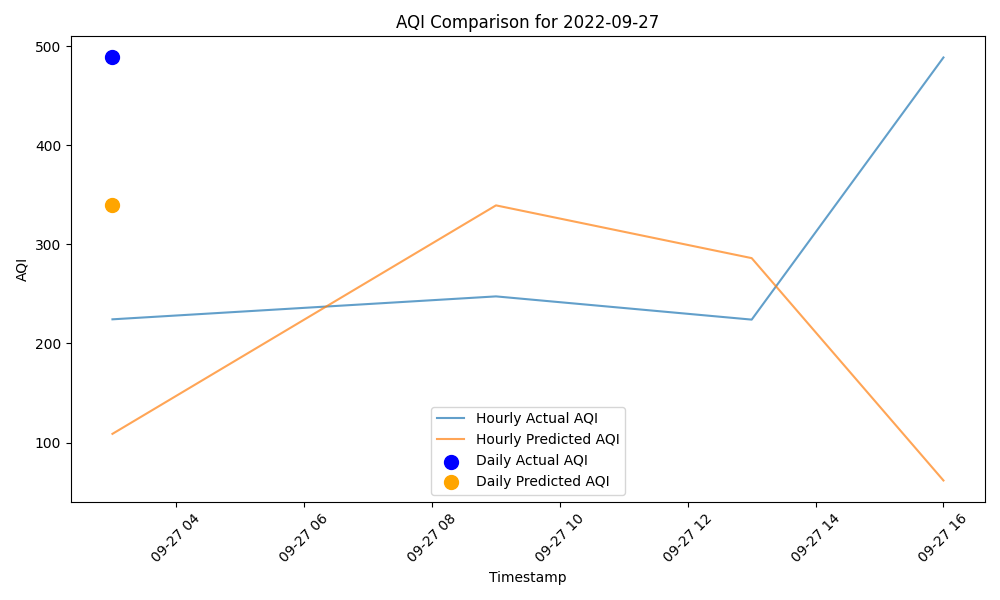 AQI Comparison for 2022-09-27
500
400
300
200
100
AQI
Hourly Actual AQI
Hourly Predicted AQI
Daily Actual AQI
Daily Predicted AQI
09-27 04
09-27 06
09-27 08
09-27 10
09-27 12
09-27 14
09-27 16
Timestamp